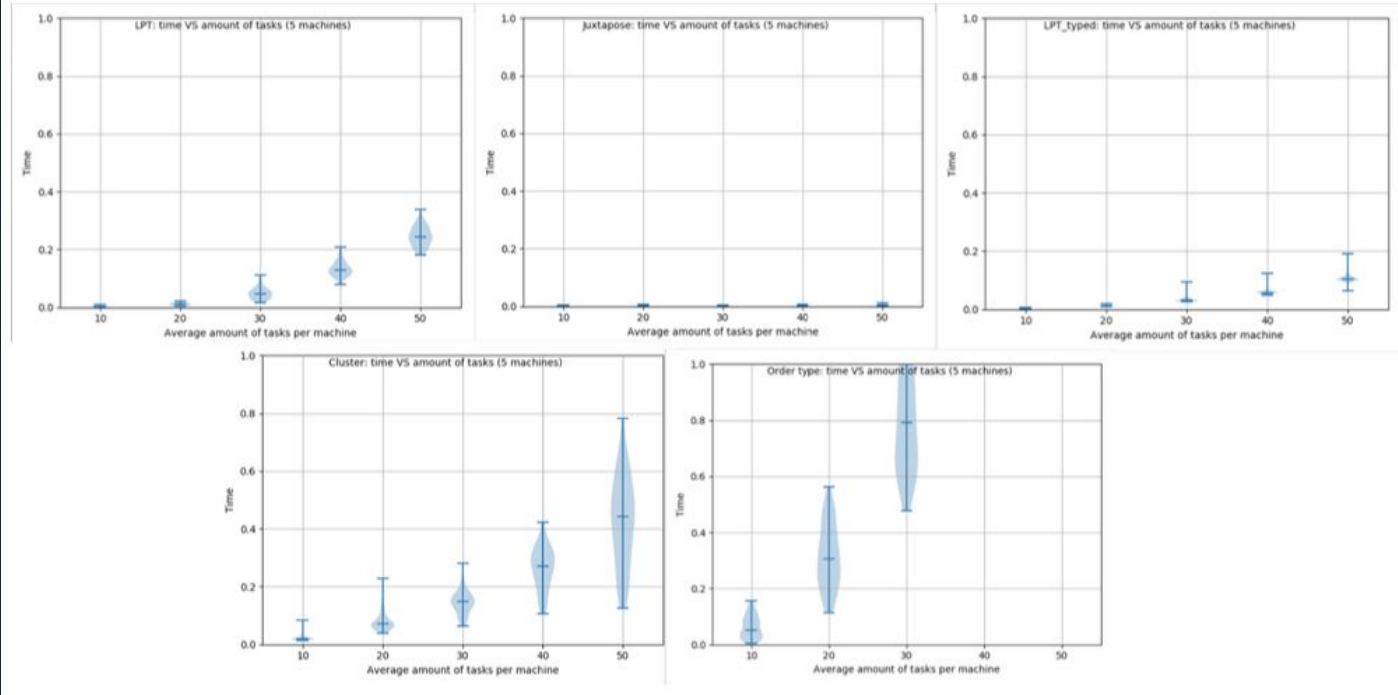 LPT: time VS amount of tasks (5 machines)
1.0
0.8
0.6
0.4
0.2
0.0
Time
10 20 30 40 50
Average amount of tasks per machine
Juxtapose: time VS amount of tasks (5 machines)
1.0
0.8
0.6
0.4
0.2
0.0
Time
10 20 30 40 50
Average amount of tasks per machine
LPT_typed: time VS amount of tasks (5 machines)
1.0
0.8
0.6
0.4
0.2
0.0
Time
10 20 30 40 50
Average amount of tasks per machine
Cluster: time VS amount of tasks (5 machines)
1.0
0.8
0.6
0.4
0.2
0.0
Time
10 20 30 40 50
Average amount of tasks per machine
Order type: time VS amount of tasks (5 machines)
1.0
0.8
0.6
0.4
0.2
0.0
Time
10 20 30 40 50
Average amount of tasks per machine